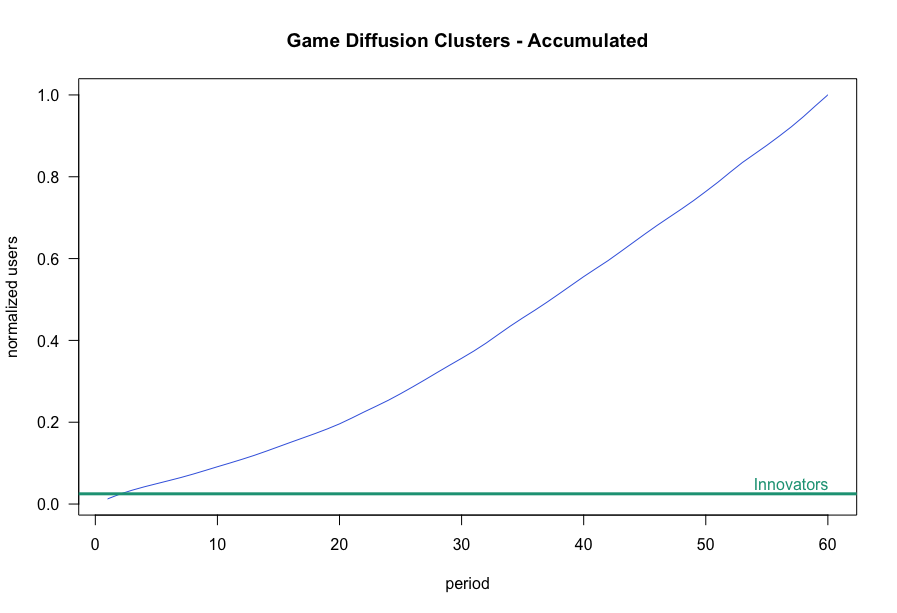 Game Diffusion Clusters - Accumulated
normalized users
1.0
0.8
0.6
0.4
0.2
0.0
Innovators
0 10 20 30 40 50 60
period